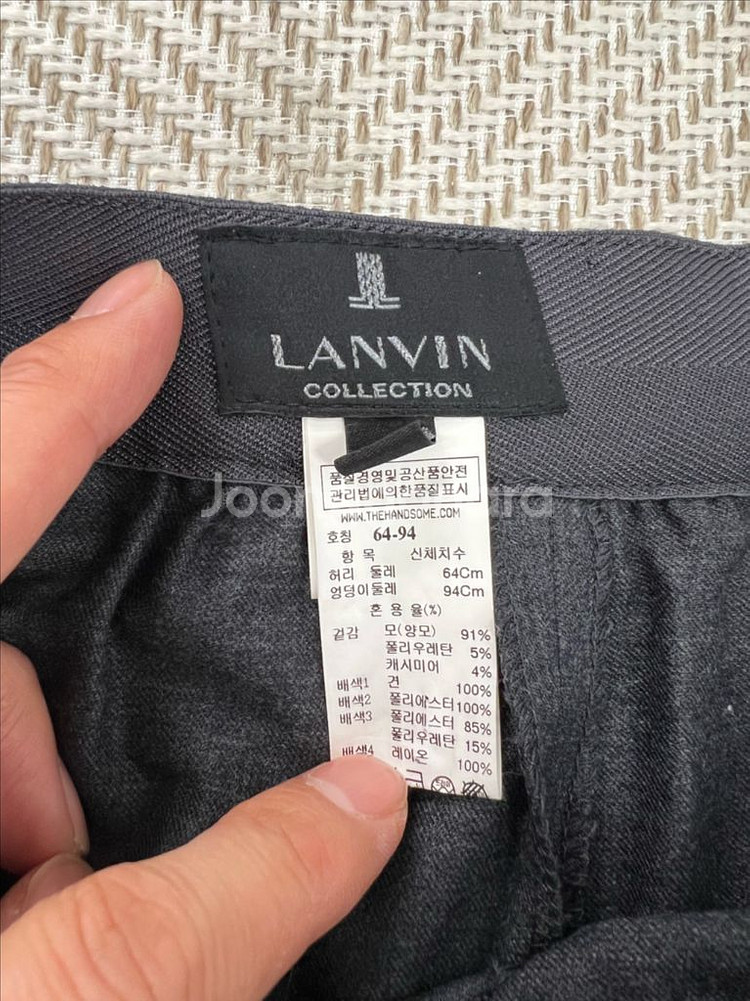 LANVIN
COLLECTION
품질경영및공산품안전
관리법에의한품질표시
WWW.THEHANDSOME.COM
호칭 64-94
항 목 신체치수
허리 둘레 64Cm
엉덩이둘레 94Cm
혼 용 율(%)
겉감 모(양모) 91%
폴리우레탄 5%
캐시미어 4%
배색1 견 100%
배색2 폴리에스터 100%
배색3 폴리에스터 85%
폴리우레탄 15%
배색4 레이온 100%